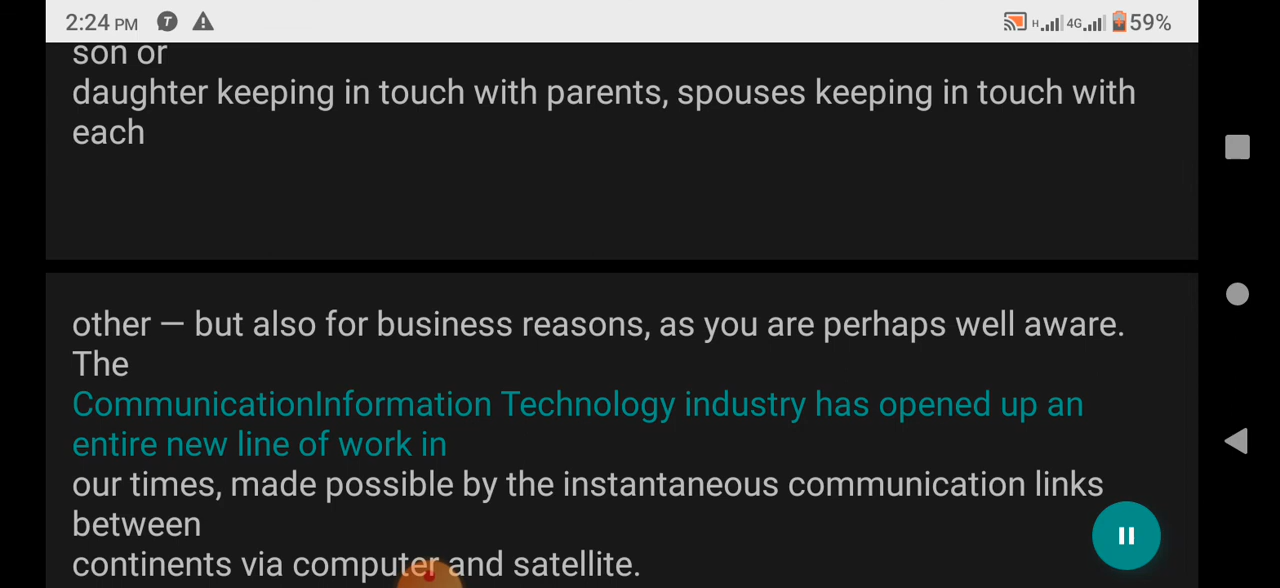 2:24 PM
H 4G 59%
son or
daughter keeping in touch with parents, spouses keeping in touch with
each
other — but also for business reasons, as you are perhaps well aware.
The
CommunicationInformation Technology industry has opened up an
entire new line of work in
our times, made possible by the instantaneous communication links
between
continents via computer and satellite.